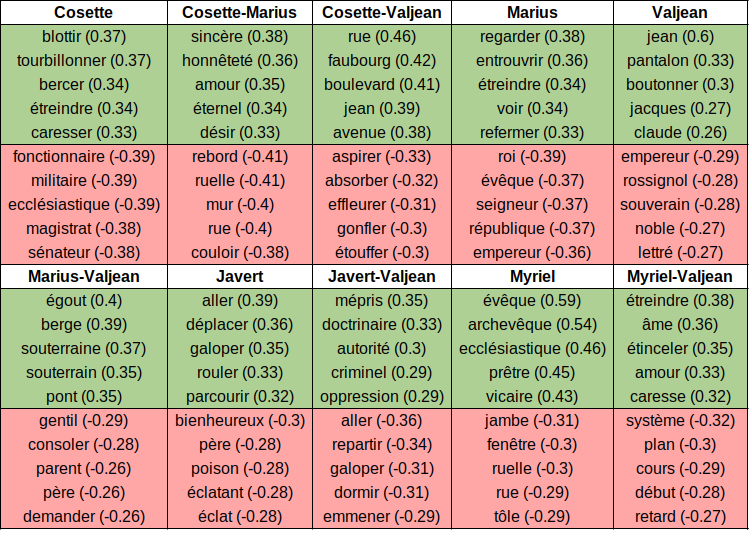 Cosette Cosette-Marius Cosette-Valjean Marius Valjean
blottir (0.37) sincère (0.38) rue (0.46) regarder (0.38) jean (0.6)
tourbillonner (0.37) honnêteté (0.36) faubourg (0.42) entrouvrir (0.36) pantalon (0.33)
bercer (0.34) amour (0.35) boulevard (0.41) étreindre (0.34) boutonner (0.3)
étreindre (0.34) éternel (0.34) jean (0.39) voir (0.34) jacques (0.27)
caresser (0.33) désir (0.33) avenue (0.38) refermer (0.33) claude (0.26)
fonctionnaire (-0.39) rebord (-0.41) aspirer (-0.33) roi (-0.39) empereur (-0.29)
militaire (-0.39) ruelle (-0.41) absorber (-0.32) évêque (-0.37) rossignol (-0.28)
ecclésiastique (-0.39) mur (-0.4) effleurer (-0.31) seigneur (-0.37) souverain (-0.28)
magistrat (-0.38) rue (-0.4) gonfler (-0.3) république (-0.37) noble (-0.27)
sénateur (-0.38) couloir (-0.38) étouffer (-0.3) empereur (-0.36) lettré (-0.27)
Marius-Valjean Javert Javert-Valjean Myriel Myriel-Valjean
égout (0.4) aller (0.39) mépris (0.35) évêque (0.59) étreindre (0.38)
berge (0.39) déplacer (0.36) doctrinaire (0.33) archevêque (0.54) âme (0.36)
souterraine (0.37) galoper (0.35) autorité (0.3) ecclésiastique (0.46) étinceler (0.35)
souterrain (0.35) rouler (0.33) criminel (0.29) prêtre (0.45) amour (0.33)
pont (0.35) parcourir (0.32) oppression (0.29) vicaire (0.43) caresse (0.32)
gentil (-0.29) bienheureux (-0.3) aller (-0.36) jambe (-0.31) système (-0.32)
consoler (-0.28) père (-0.28) repartir (-0.34) fenêtre (-0.3) plan (-0.3)
parent (-0.26) poison (-0.28) galoper (-0.31) ruelle (-0.3) cours (-0.29)
père (-0.26) éclatant (-0.28) dormir (-0.31) rue (-0.29) début (-0.28)
demander (-0.26) éclat (-0.28) emmener (-0.29) tôle (-0.29) retard (-0.27)